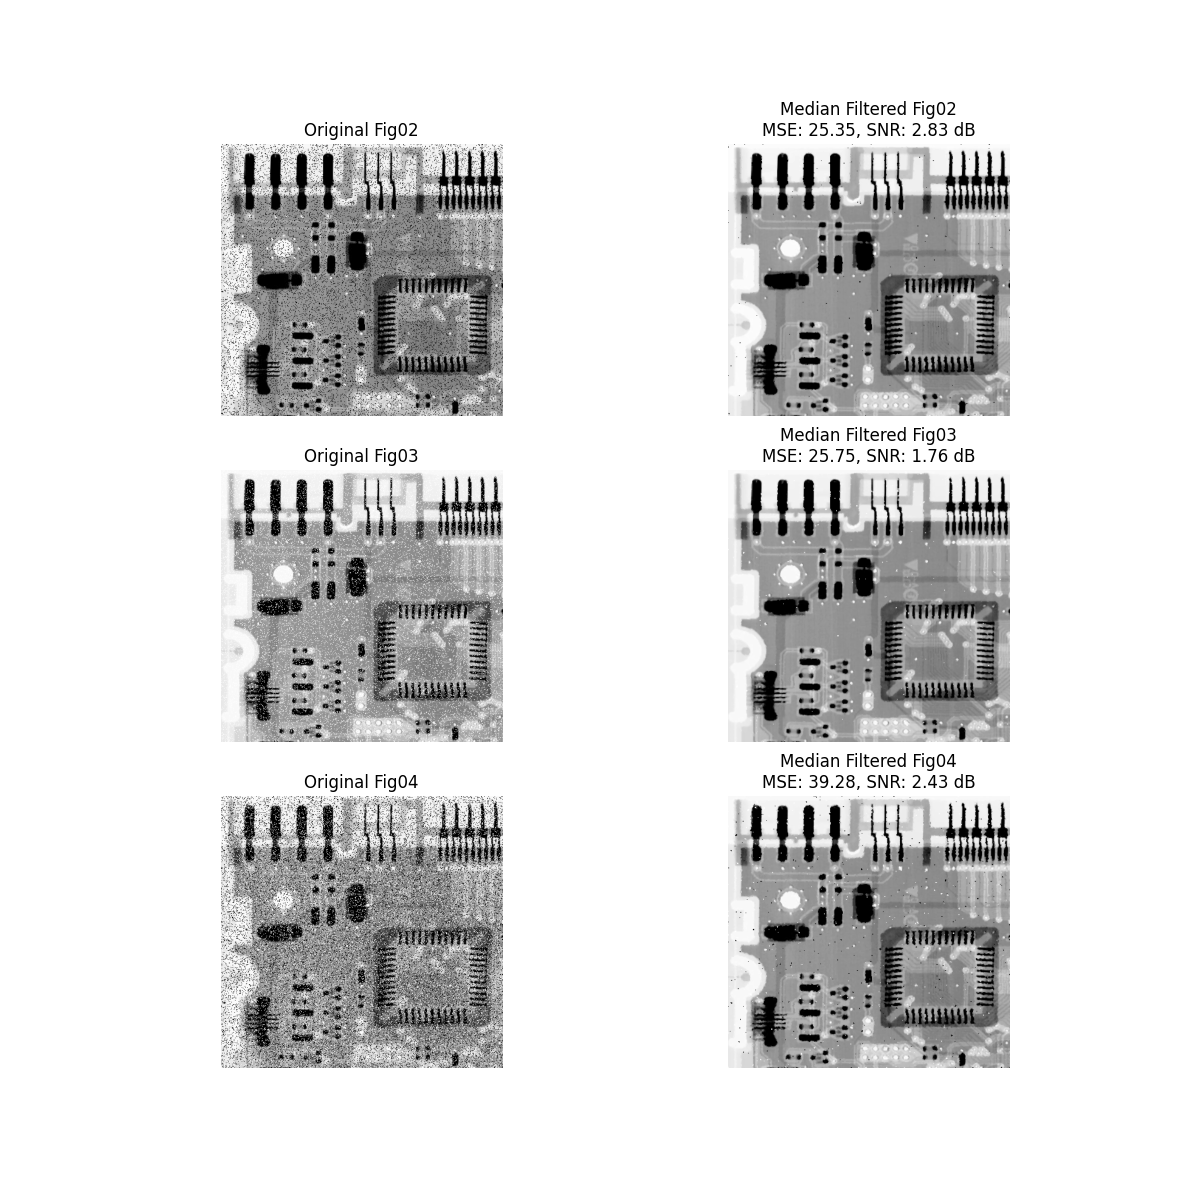 Original Fig02
Median Filtered Fig02
MSE: 25.35, SNR: 2.83 dB
Original Fig03
Median Filtered Fig03
MSE: 25.75, SNR: 1.76 dB
Original Fig04
Median Filtered Fig04
MSE: 39.28, SNR: 2.43 dB